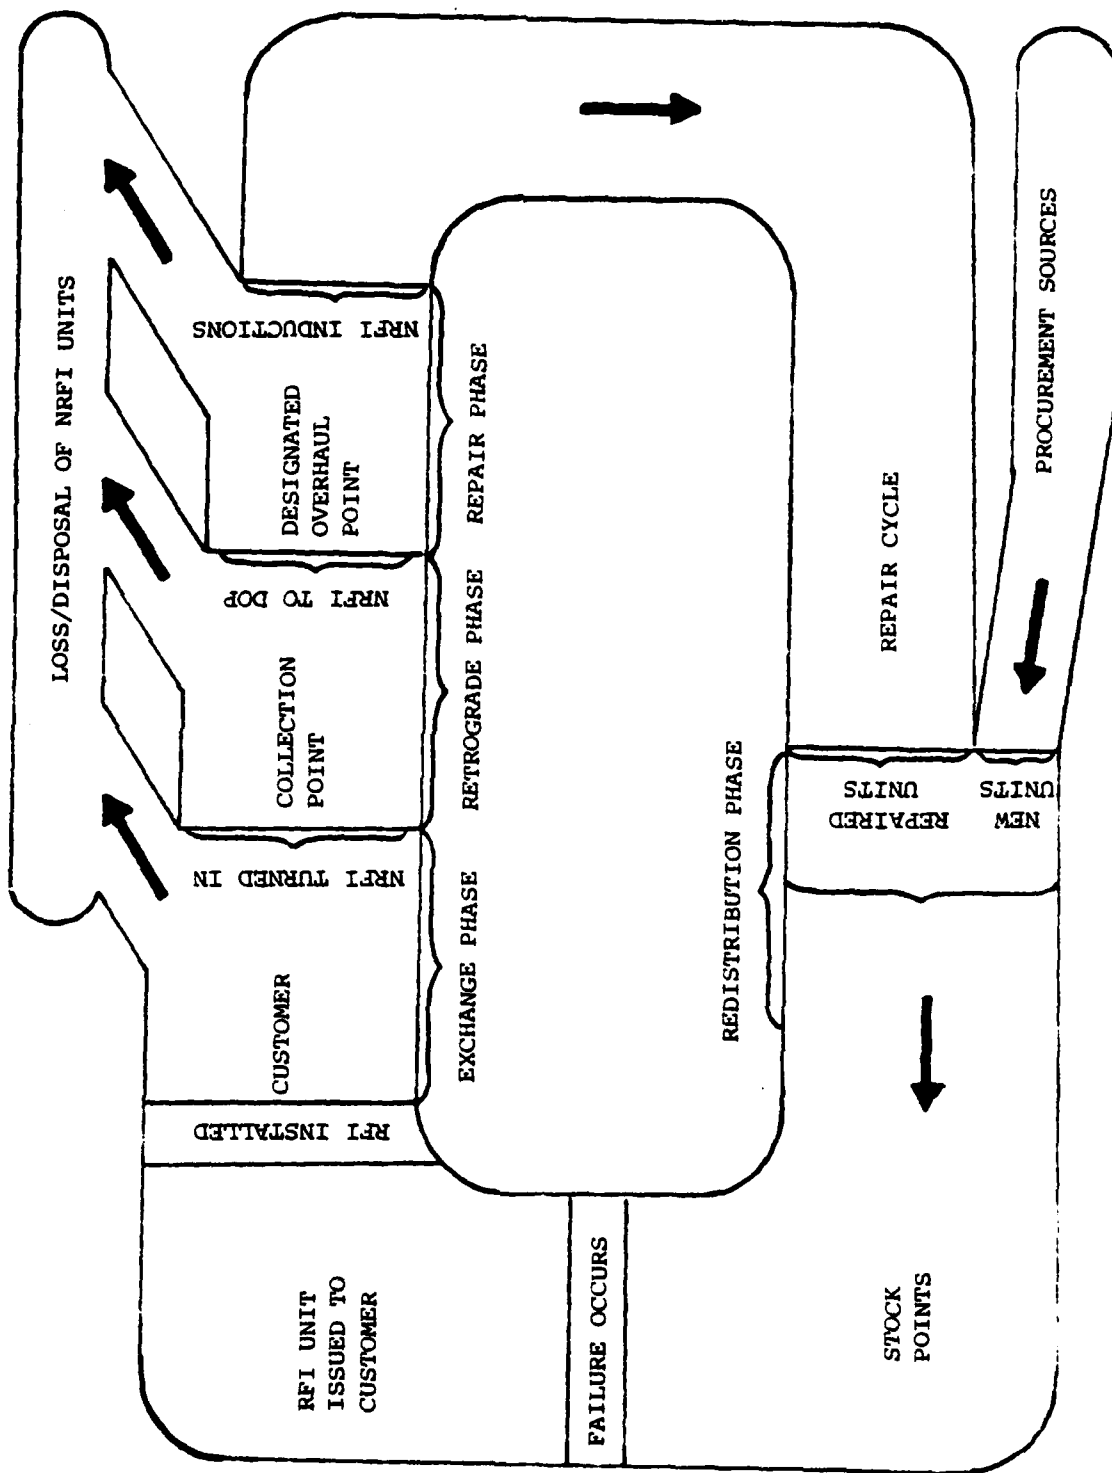 LOSS/DISPOSAL OF NRFI UNITS
RFI UNIT
ISSUED TO
CUSTOMER
RFI INSTALLED
CUSTOMER
NRFI TURNED IN
COLLECTION
POINT
NRFI TO DOP
DESIGNATED
OVERHAUL
POINT
NRFI INDUCTIONS
EXCHANGE PHASE
RETROGRADE PHASE
REPAIR PHASE
FAILURE OCCURS
REDISTRIBUTION PHASE
STOCK
POINTS
REPAIRED
UNITS
NEW
UNITS
REPAIR CYCLE
PROCUREMENT SOURCES